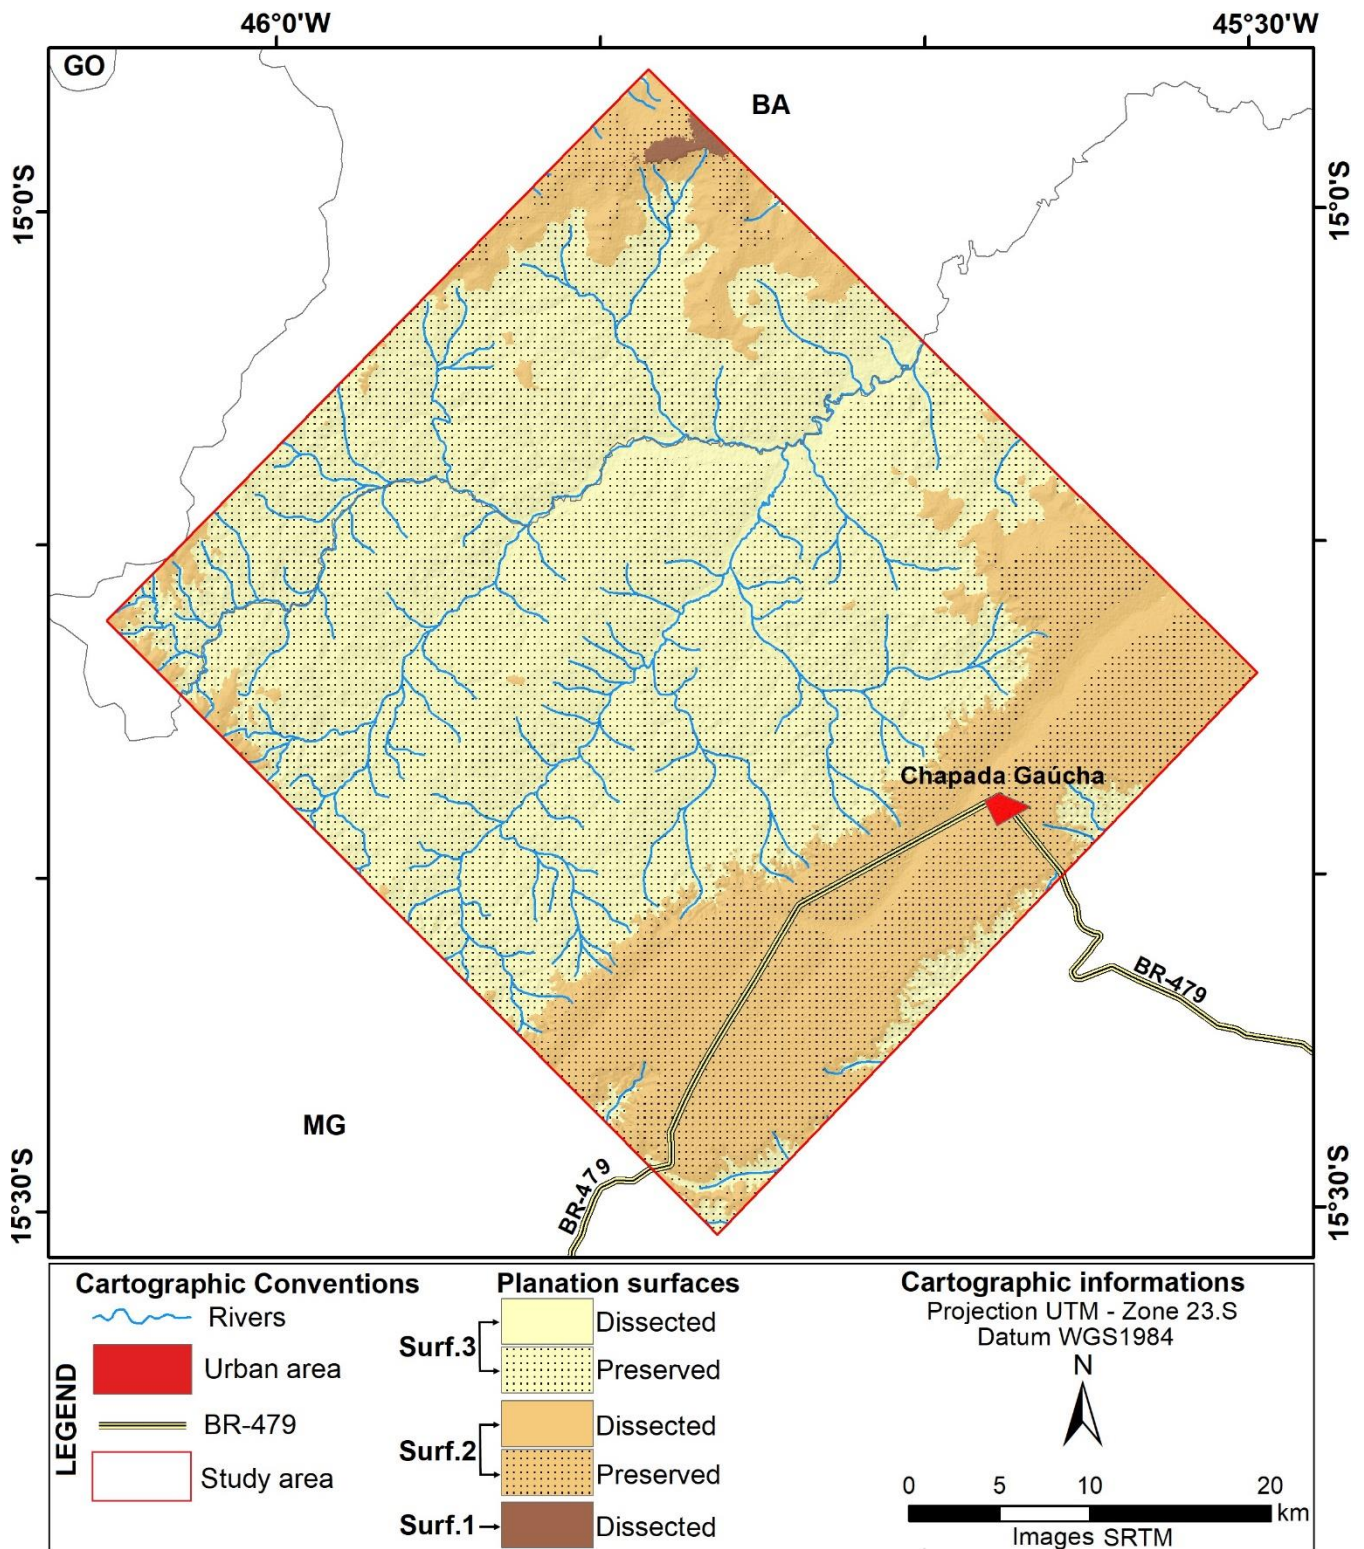 46°0'W
45°30'W
GO
BA
15°0'S
15°0'S
Chapada Gaúcha
BR-479
MG
BR-479
15°30'S
15°30'S
LEGEND
Cartographic Conventions
Rivers
Urban area
BR-479
Study area
Planation surfaces
Surf.3
Dissected
Preserved
Surf.2
Dissected
Preserved
Surf.1
Dissected
Cartographic informations
Projection UTM - Zone 23.S
Datum WGS1984
N
0 5 10 20
km
Images SRTM